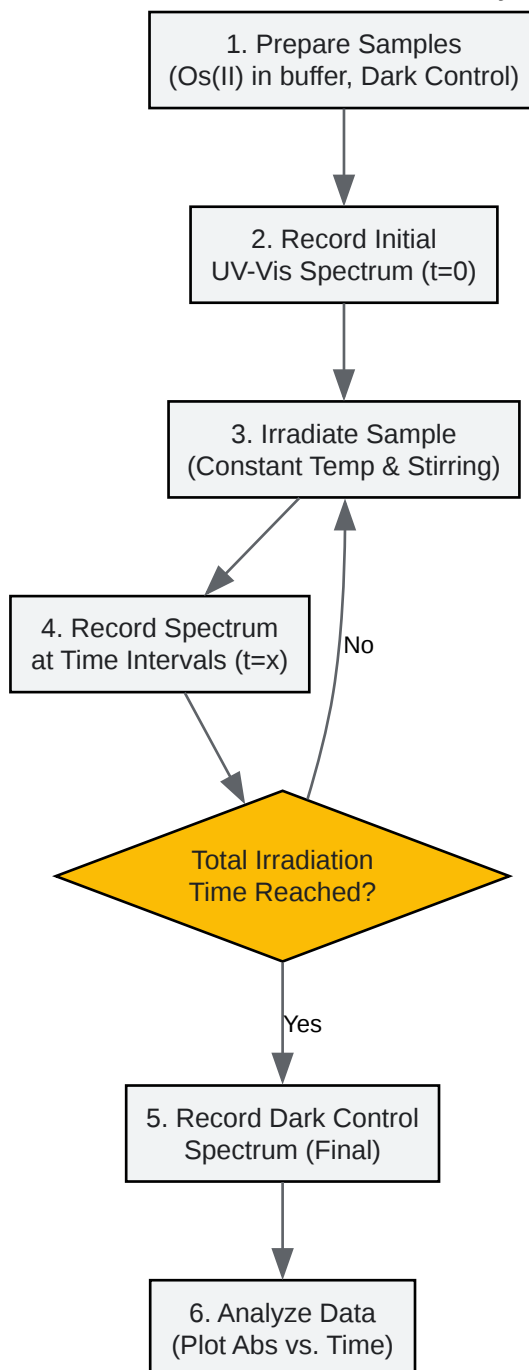 1. Prepare Samples
(Os(II) in buffer, Dark Control)
2. Record Initial
UV-Vis Spectrum (t=0)
3. Irradiate Sample
(Constant Temp & Stirring)
4. Record Spectrum
at Time Intervals (t=x)
No
Total Irradiation
Time Reached?
Yes
5. Record Dark Control
Spectrum (Final)
6. Analyze Data
(Plot Abs vs. Time)